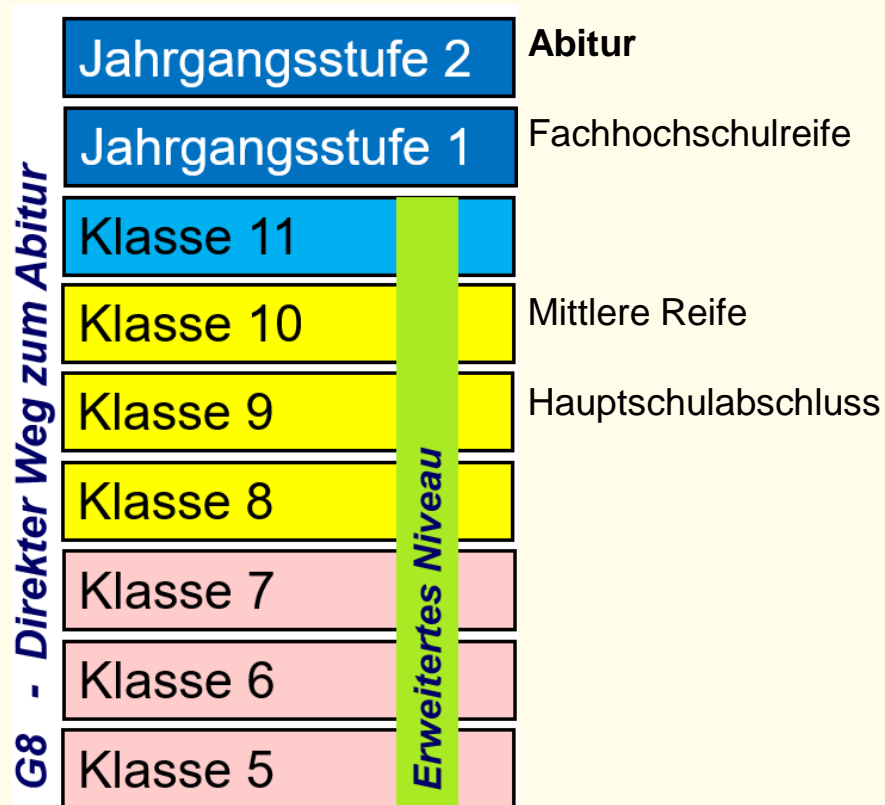 G8 - Direkter Weg zum Abitur
Jahrgangsstufe 2 Abitur
Jahrgangsstufe 1 Fachhochschulreife
Klasse 11
Klasse 10 Mittlere Reife
Klasse 9 Hauptschulabschluss
Klasse 8
Klasse 7
Klasse 6
Klasse 5
Erweitertes Niveau